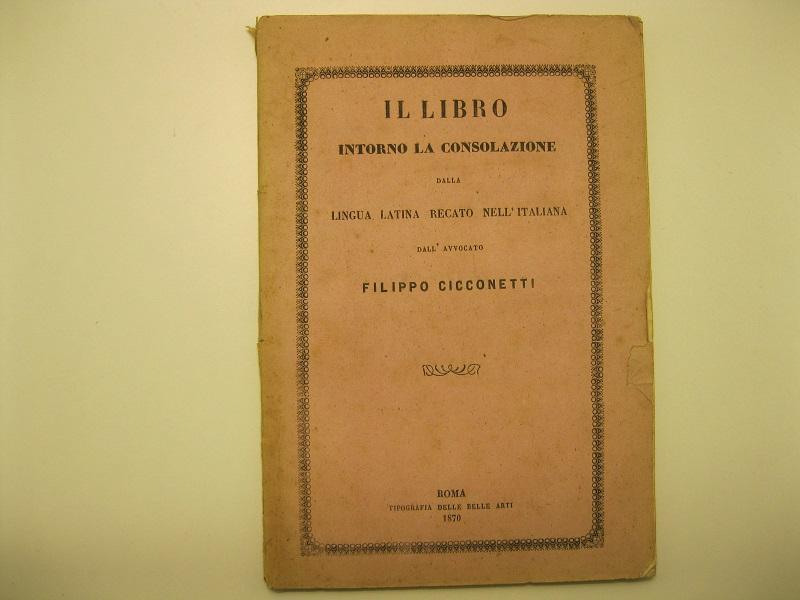 IL LIBRO
INTORNO LA CONSOLAZIONE
DALLA
LINGUA LATINA RECATO NELL'ITALIANA
DALL'AVVOCATO
FILIPPO CICCONETTI
ROMA
TIPOGRAFIA DELLE BELLE ARTI
1870